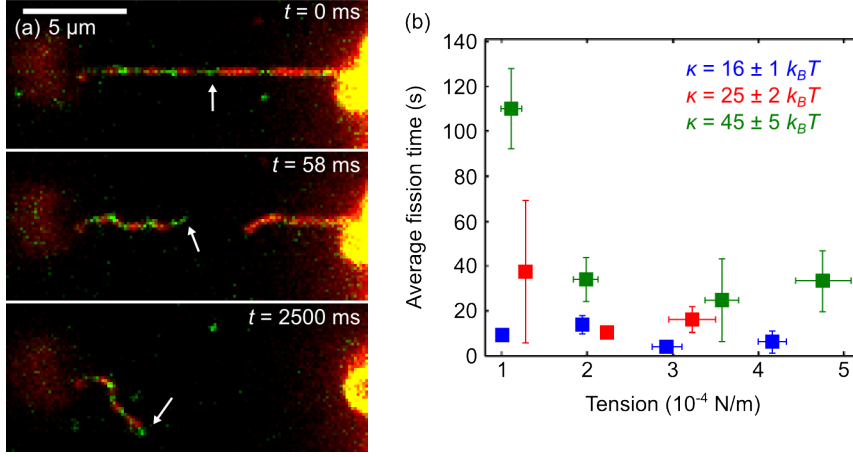 t = 0 ms
5 µm
(a)
t = 58 ms
t = 2500 ms
(b)
140
120
100
80
60
40
20
0
Average fission time (s)
κ = 16 ± 1 k_BT
κ = 25 ± 2 k_BT
κ = 45 ± 5 k_BT
1 2 3 4 5
Tension (10⁻⁴ N/m)